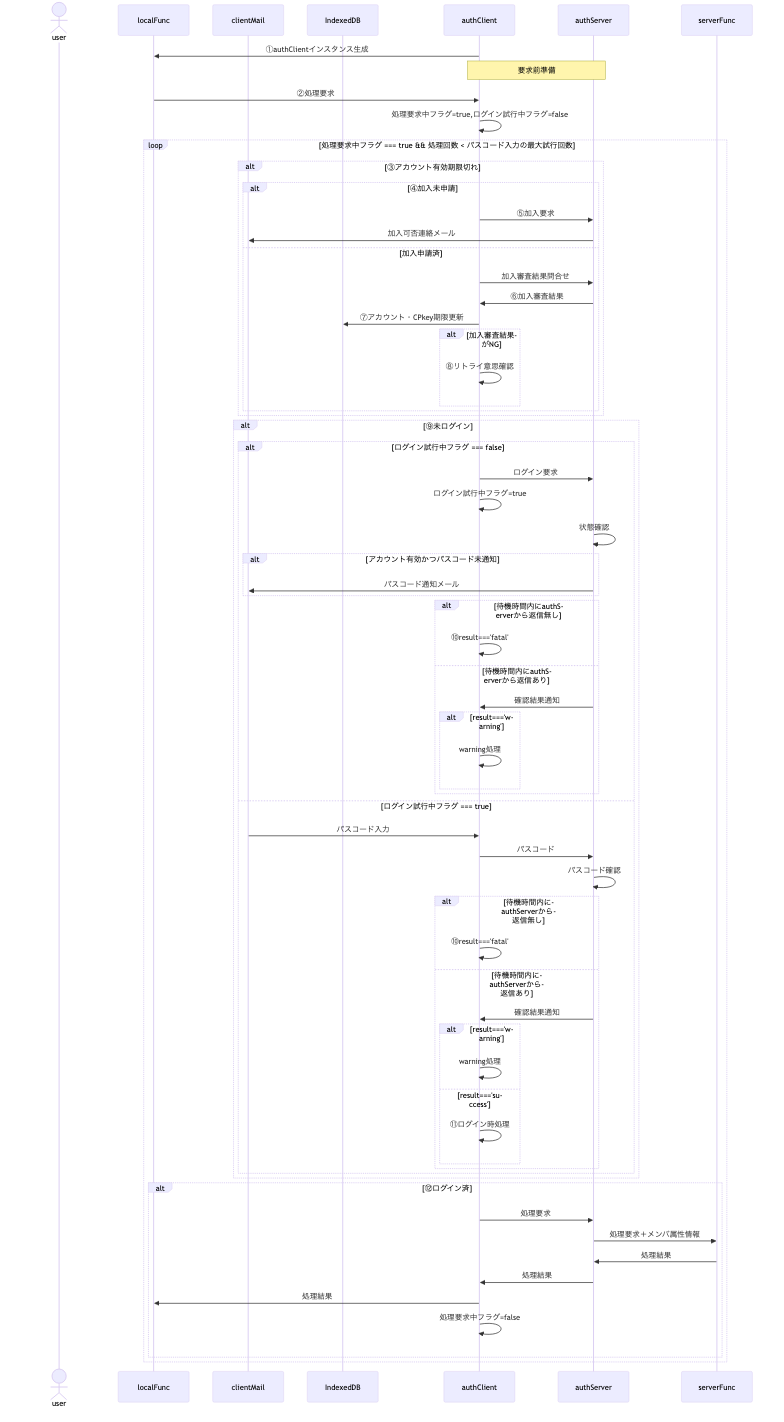 user
localFunc
clientMail
IndexedDB
authClient
authServer
serverFunc
①authClientインスタンス生成
要求前準備
②処理要求
処理要求中フラグ=true,ログイン試行中フラグ=false
loop
[処理要求中フラグ === true && 処理回数 < パスコード入力の最大試行回数]
alt
[③アカウント有効期限切れ]
alt
[④加入未申請]
⑤加入要求
加入可否連絡メール
[加入申請済]
加入審査結果問合せ
⑥加入審査結果
⑦アカウント・CPkey期限更新
alt
[加入審査結果-
がNG]
⑧リトライ意思確認
alt
[⑨未ログイン]
alt
[ログイン試行中フラグ === false]
ログイン要求
ログイン試行中フラグ=true
状態確認
alt
[アカウント有効かつパスコード未通知]
パスコード通知メール
alt
[待機時間内にauthS-
erverから返信無し]
⑩result==='fatal'
[待機時間内にauthS-
erverから返信あり]
確認結果通知
alt
[result==='w-
arning']
warning処理
[ログイン試行中フラグ === true]
パスコード入力
パスコード
パスコード確認
alt
[待機時間内に-
authServerから-
返信無し]
⑩result==='fatal'
[待機時間内に-
authServerから-
返信あり]
確認結果通知
alt
[result==='w-
arning']
warning処理
[result==='su-
ccess']
⑪ログイン時処理
alt
[⑫ログイン済]
処理要求
処理要求＋メンバ属性情報
処理結果
処理結果
処理結果
処理要求中フラグ=false
user
localFunc
clientMail
IndexedDB
authClient
authServer
serverFunc